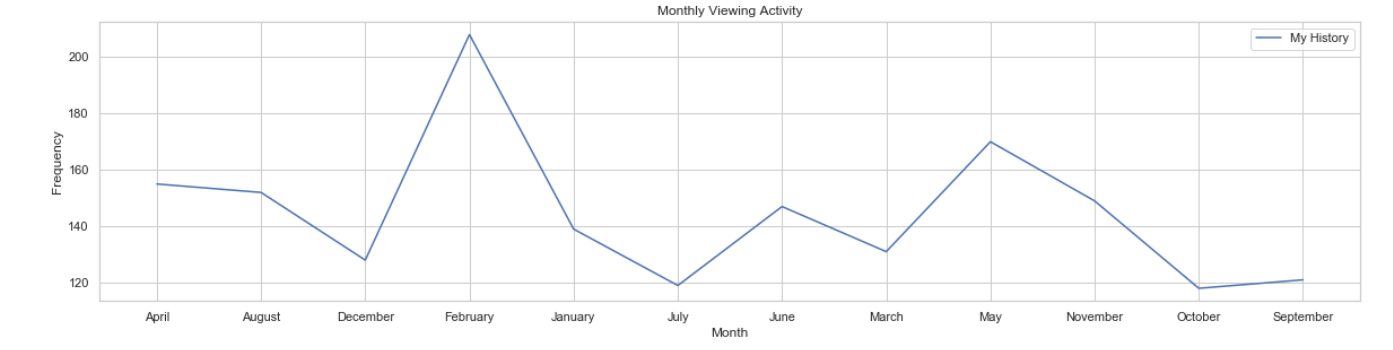 Monthly Viewing Activity
My History
200
180
160
140
120
Frequency
April August December February January July June March May November October September
Month